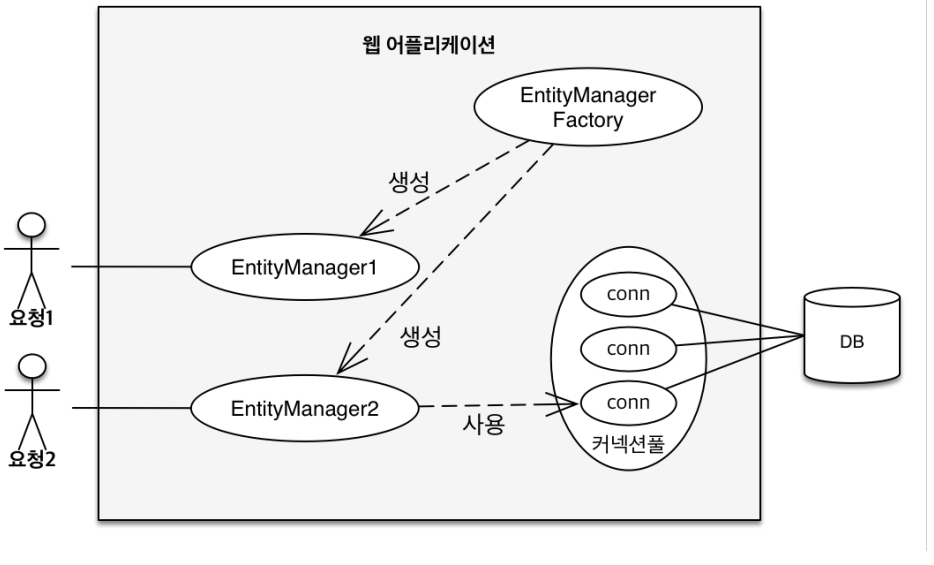 웹 어플리케이션
EntityManager
Factory
생성
EntityManager1
요청1
생성
EntityManager2
요청2
사용
conn
conn
conn
커넥션풀
DB